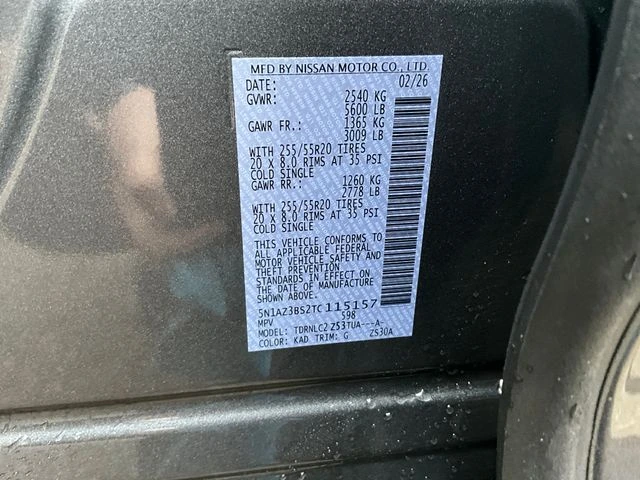 MFD BY NISSAN MOTOR CO., LTD.
DATE: 02/26
GVWR: 2540 KG
5600 LB
GAWR FR.: 1365 KG
3009 LB
WITH 255/55R20 TIRES
20 X 8.0 RIMS AT 35 PSI
COLD SINGLE
GAWR RR.: 1260 KG
2778 LB
WITH 255/55R20 TIRES
20 X 8.0 RIMS AT 35 PSI
COLD SINGLE
THIS VEHICLE CONFORMS TO
ALL APPLICABLE FEDERAL
MOTOR VEHICLE SAFETY AND
THEFT PREVENTION
STANDARDS IN EFFECT ON
THE DATE OF MANUFACTURE
SHOWN ABOVE.
5N1AZ3BS2TC115157
MPV 598
MODEL: TDRNLC2 Z53TUA---A-
COLOR: KAD TRIM: G ZS30A